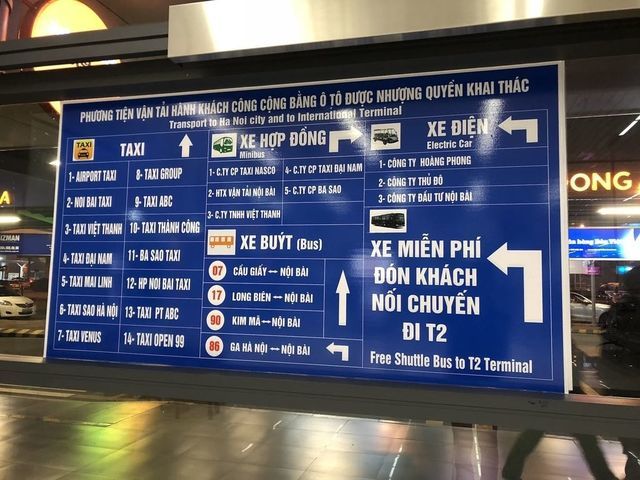 PHƯƠNG TIỆN VẬN TẢI HÀNH KHÁCH CÔNG CỘNG BẰNG Ô TÔ ĐƯỢC NHƯỢNG QUYỀN KHAI THÁC
Transport to Ha Noi city and to International Terminal
TAXI
TAXI
1- AIRPORT TAXI
2- NOI BAI TAXI
3- TAXI VIỆT THANH
4- TAXI ĐẠI NAM
5- TAXI MAI LINH
6- TAXI SAO HÀ NỘI
7- TAXI VENUS
8- TAXI GROUP
9- TAXI ABC
10- TAXI THÀNH CÔNG
11- BA SAO TAXI
12- HP NOI BAI TAXI
13- TAXI PT ABC
14- TAXI OPEN 99
XE HỢP ĐỒNG
Minibus
1- C.TY CP TAXI NASCO
2- HTX VẬN TẢI NỘI BÀI
3- C.TY TNHH VIỆT THANH
4- C.TY CP TAXI ĐẠI NAM
5- C.TY CP BA SAO
XE BUÝT (Bus)
07 CẦU GIẤY ↔ NỘI BÀI
17 LONG BIÊN ↔ NỘI BÀI
90 KIM MÃ ↔ NỘI BÀI
86 GA HÀ NỘI ↔ NỘI BÀI
XE ĐIỆN
Electric Car
1- CÔNG TY HOÀNG PHONG
2- CÔNG TY THỦ ĐÔ
3- CÔNG TY ĐẦU TƯ NỘI BÀI
XE MIỄN PHÍ
ĐÓN KHÁCH
NỐI CHUYẾN
ĐI T2
Free Shuttle Bus to T2 Terminal
DONG A
A